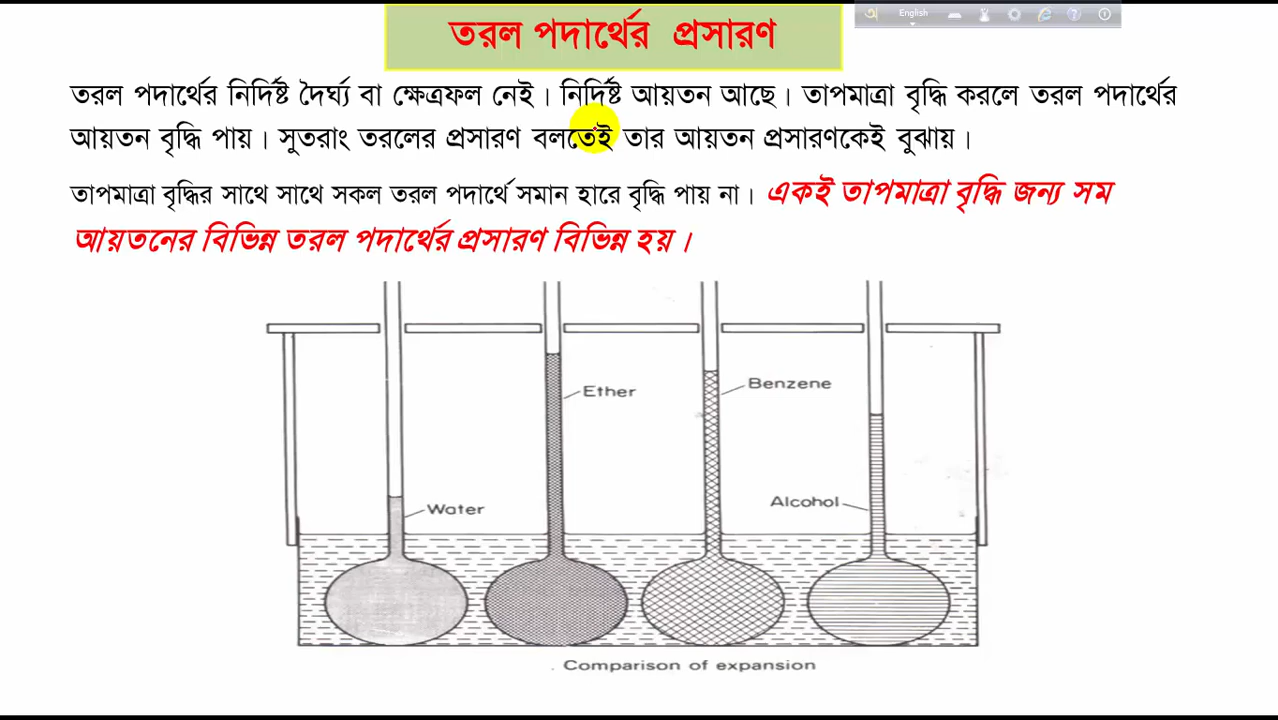 তরল পদার্থের প্রসারণ
English
তরল পদার্থের নির্দিষ্ট দৈর্ঘ্য বা ক্ষেত্রফল নেই। নির্দিষ্ট আয়তন আছে। তাপমাত্রা বৃদ্ধি করলে তরল পদার্থের
আয়তন বৃদ্ধি পায়। সুতরাং তরলের প্রসারণ বলতেই তার আয়তন প্রসারণকেই বুঝায়।
তাপমাত্রা বৃদ্ধির সাথে সাথে সকল তরল পদার্থে সমান হারে বৃদ্ধি পায় না। একই তাপমাত্রা বৃদ্ধি জন্য সম
আয়তনের বিভিন্ন তরল পদার্থের প্রসারণ বিভিন্ন হয়।
Benzene
Ether
Alcohol
Water
Comparison of expansion